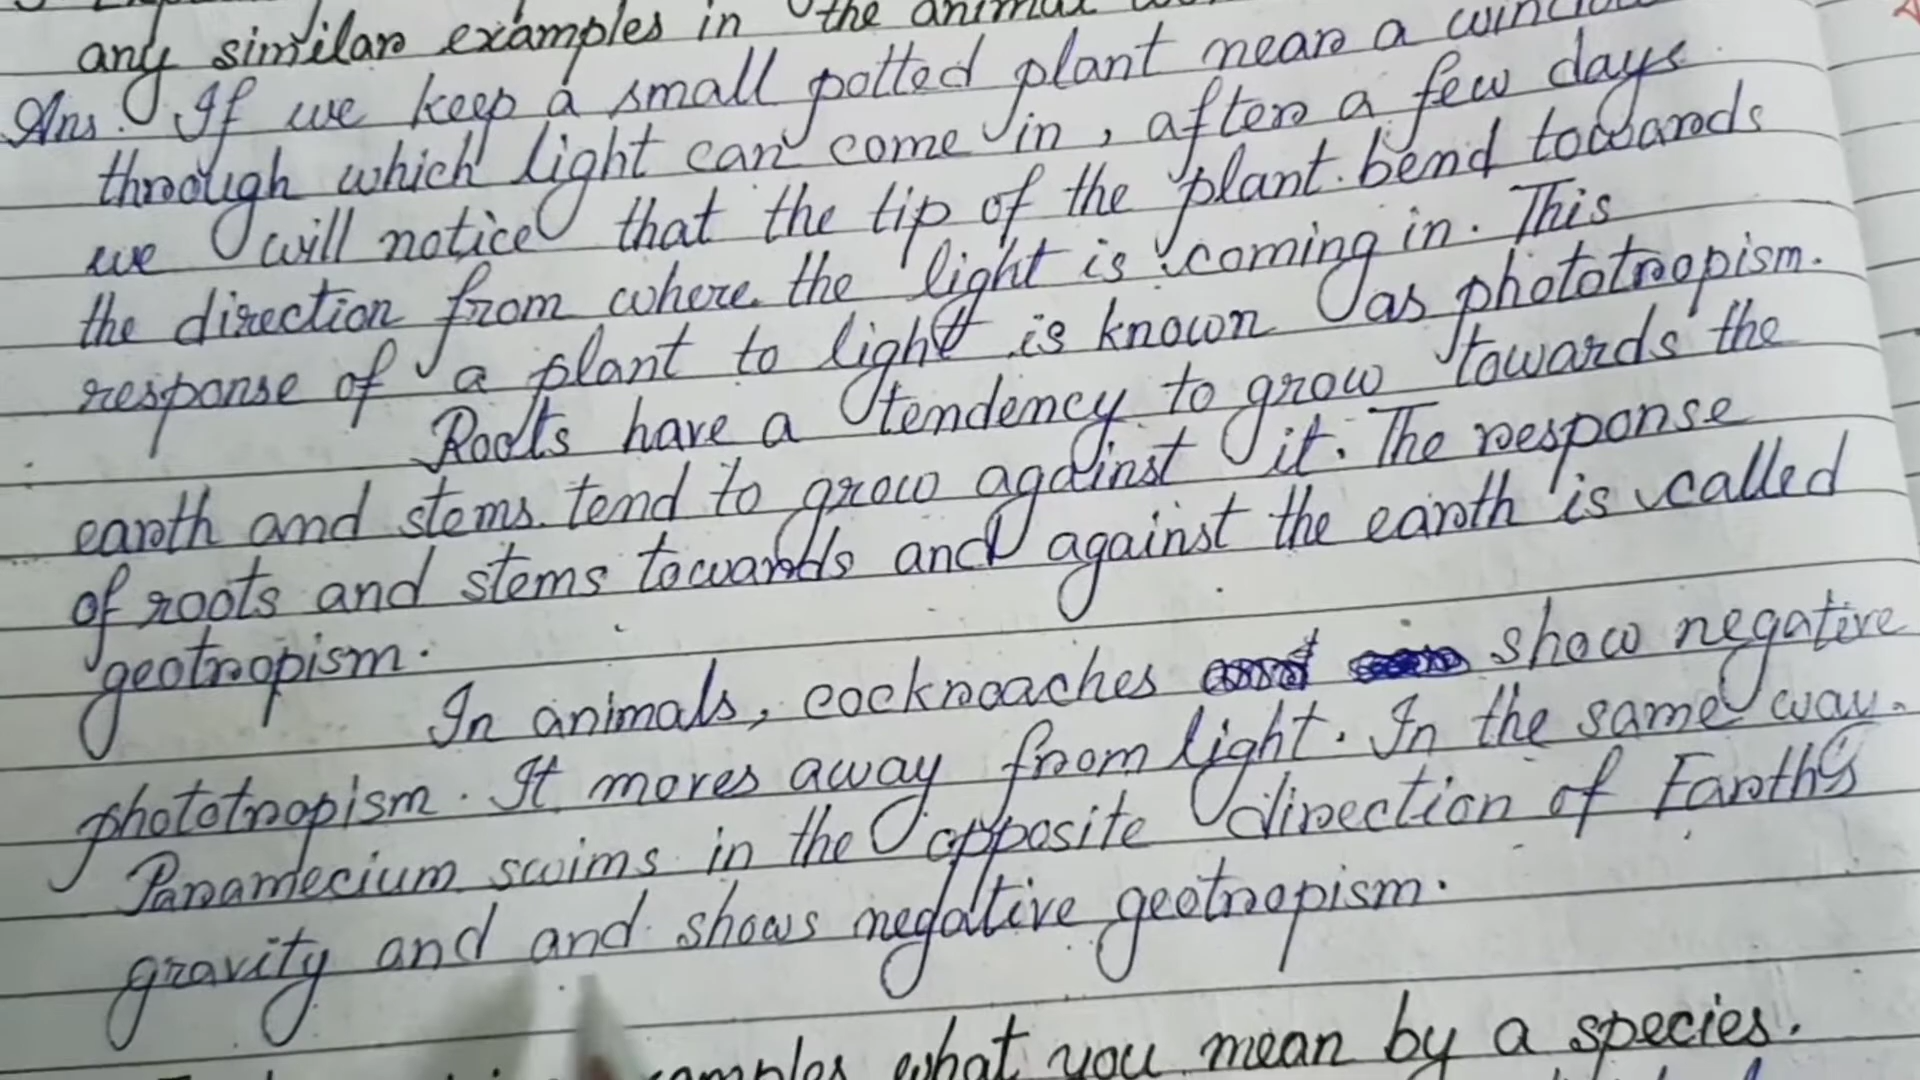 any similar examples in the animal
Ans. If we keep a small potted plant near a
through which light can come in, after a few days
we will notice that the tip of the plant bend towards
the direction from where the light is coming in. This
response of a plant to light is known as phototropism.
Roots have a tendency to grow towards the
earth and stems tend to grow against it. The response
of roots and stems towards and against the earth is called
geotropism.
In animals, cockroaches show negative
phototropism. It moves away from light. In the same way.
Paramecium swims in the opposite direction of Earth's
gravity and and shows negative geotropism.
what you mean by a species.